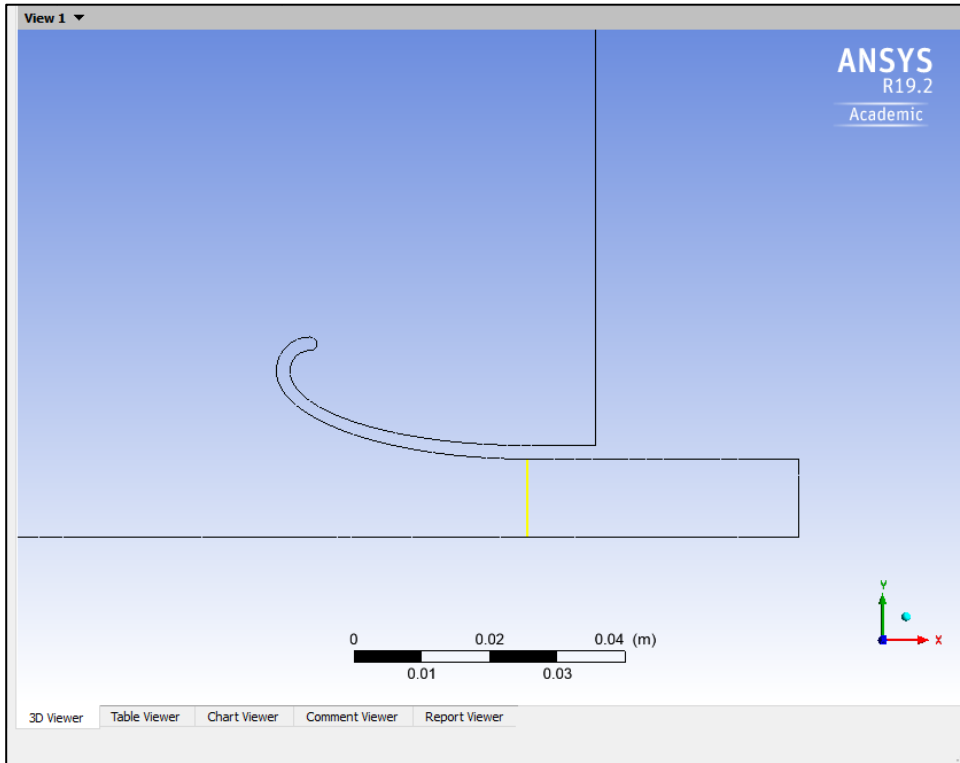 View 1
ANSYS
R19.2
Academic
Y
X
0 0.02 0.04 (m)
0.01 0.03
3D Viewer Table Viewer Chart Viewer Comment Viewer Report Viewer